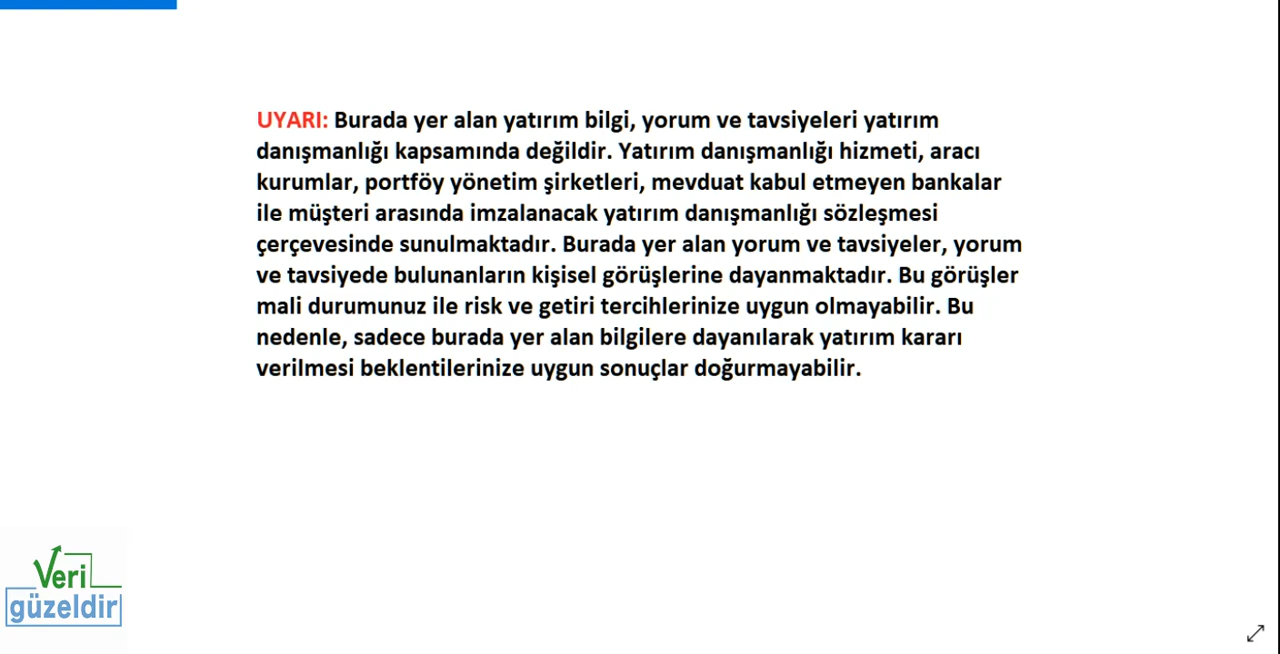 UYARI: Burada yer alan yatırım bilgi, yorum ve tavsiyeleri yatırım
danışmanlığı kapsamında değildir. Yatırım danışmanlığı hizmeti, aracı
kurumlar, portföy yönetim şirketleri, mevduat kabul etmeyen bankalar
ile müşteri arasında imzalanacak yatırım danışmanlığı sözleşmesi
çerçevesinde sunulmaktadır. Burada yer alan yorum ve tavsiyeler, yorum
ve tavsiyede bulunanların kişisel görüşlerine dayanmaktadır. Bu görüşler
mali durumunuz ile risk ve getiri tercihlerinize uygun olmayabilir. Bu
nedenle, sadece burada yer alan bilgilere dayanılarak yatırım kararı
verilmesi beklentilerinize uygun sonuçlar doğurmayabilir.
Veri
güzeldir